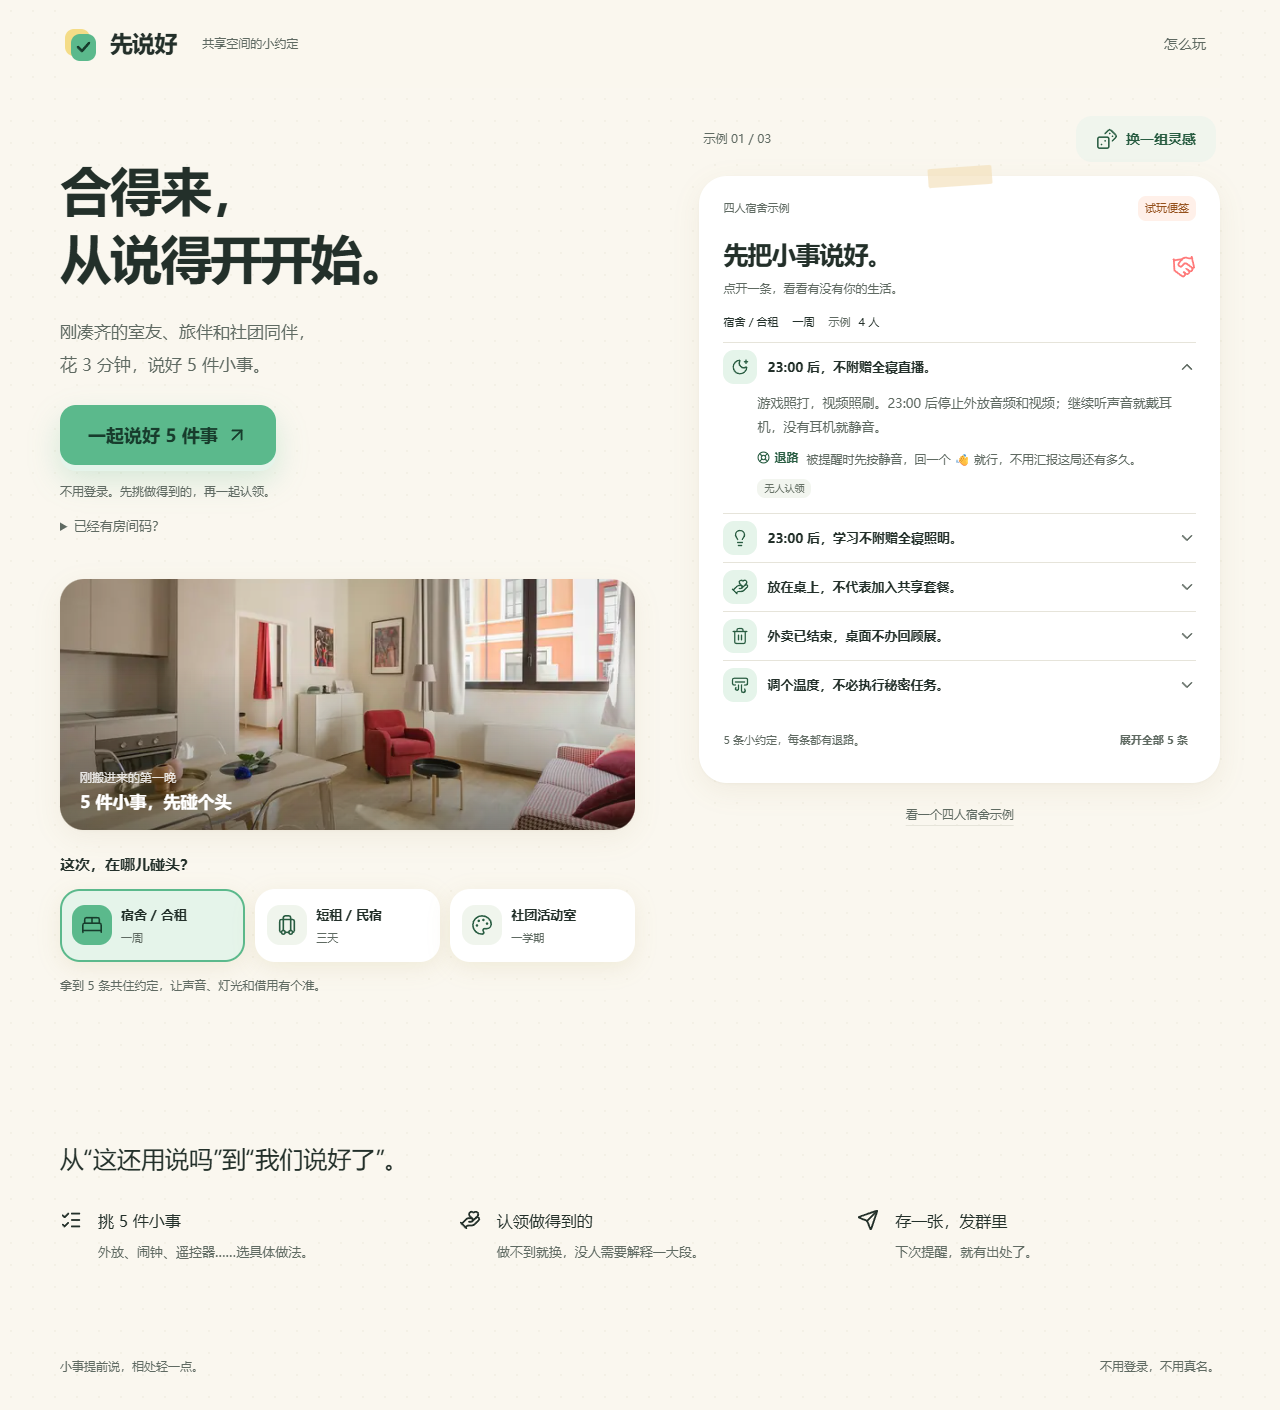 先说好
共享空间的小约定
怎么玩
合得来，
从说得开开始。
刚凑齐的室友、旅伴和社团同伴，
花 3 分钟，说好 5 件小事。
一起说好 5 件事
不用登录。先挑做得到的，再一起认领。
已经有房间码？
刚搬进来的第一晚
5 件小事，先碰个头
这次，在哪儿碰头？
宿舍 / 合租
一周
短租 / 民宿
三天
社团活动室
一学期
拿到 5 条共住约定，让声音、灯光和借用有个准。
示例 01 / 03
换一组灵感
四人宿舍示例
试玩便签
先把小事说好。
点开一条，看看有没有你的生活。
宿舍 / 合租 一周 示例 4 人
23:00 后，不附赠全寝直播。
游戏照打，视频照刷。23:00 后停止外放音频和视频；继续听声音就戴耳
机，没有耳机就静音。
退路 被提醒时先按静音，回一个 👌 就行，不用汇报这局还有多久。
无人认领
23:00 后，学习不附赠全寝照明。
放在桌上，不代表加入共享套餐。
外卖已结束，桌面不办回顾展。
调个温度，不必执行秘密任务。
5 条小约定，每条都有退路。
展开全部 5 条
看一个四人宿舍示例
从“这还用说吗”到“我们说好了”。
挑 5 件小事
外放、闹钟、遥控器……选具体做法。
认领做得到的
做不到就换，没人需要解释一大段。
存一张，发群里
下次提醒，就有出处了。
小事提前说，相处轻一点。
不用登录，不用真名。